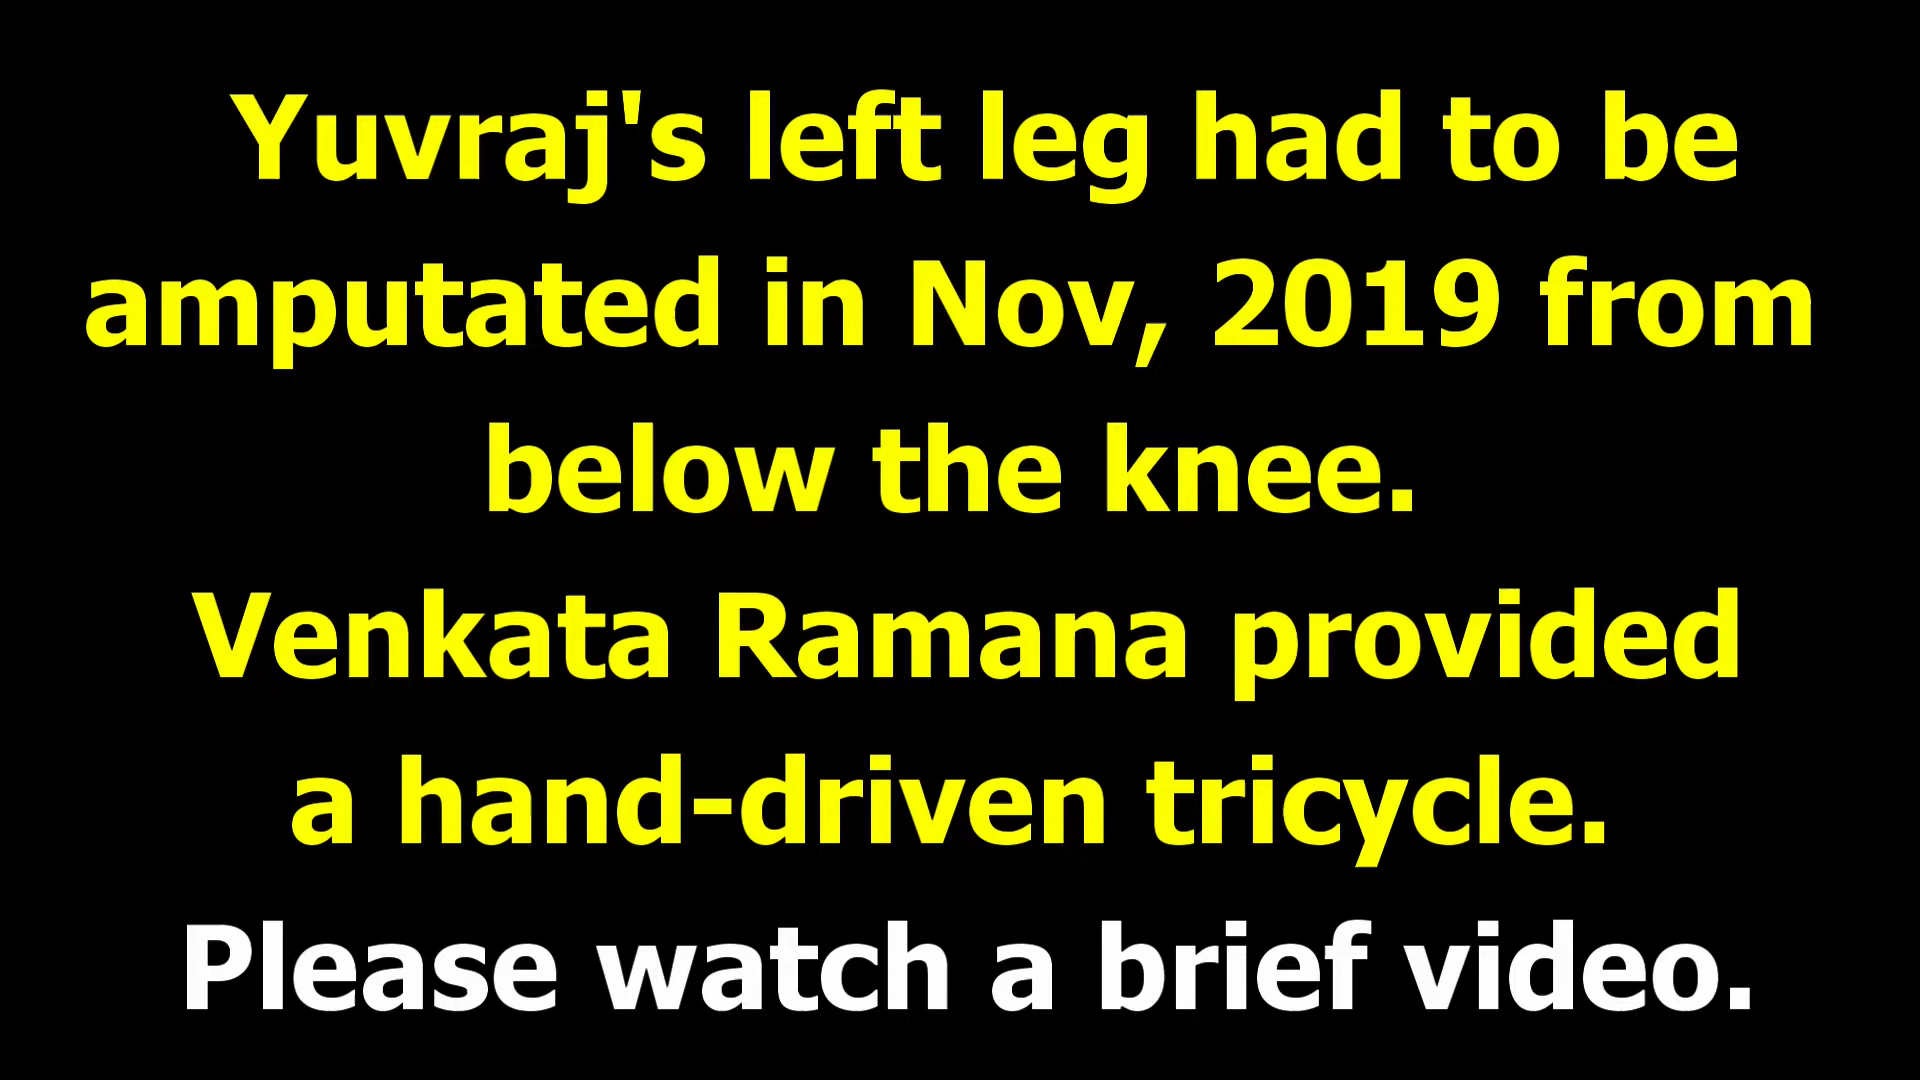 Yuvraj's left leg had to be
amputated in Nov, 2019 from
below the knee.
Venkata Ramana provided
a hand-driven tricycle.
Please watch a brief video.